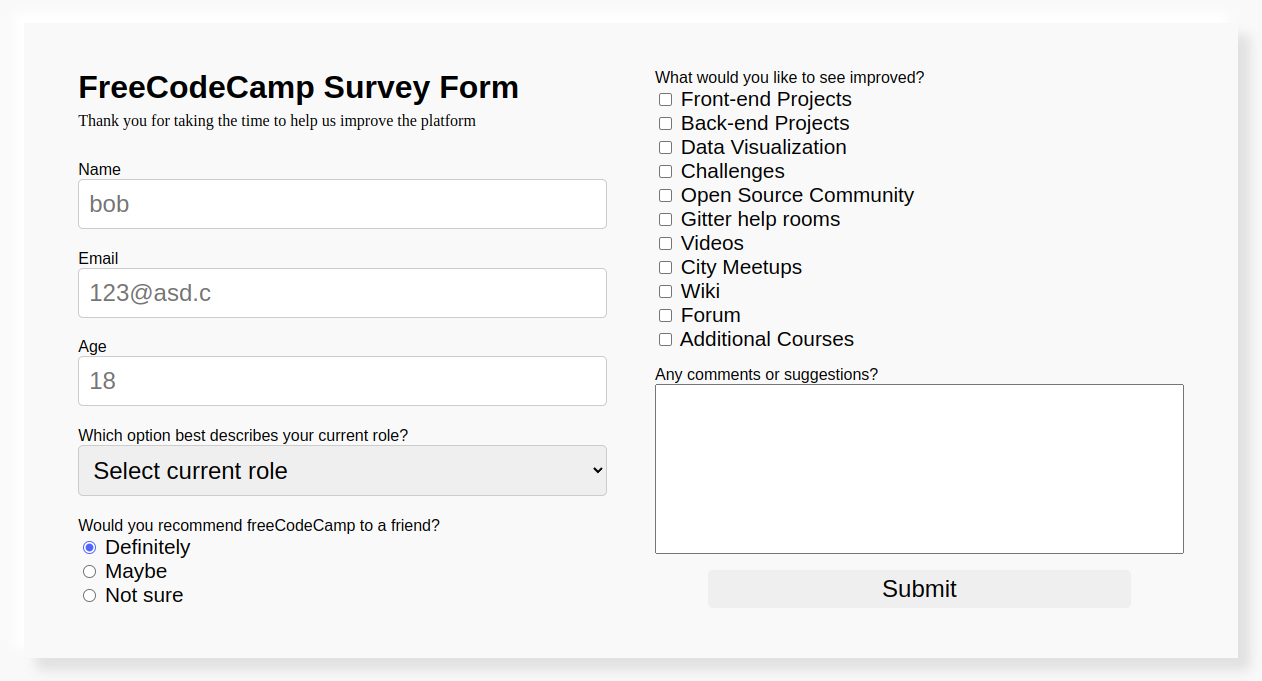 FreeCodeCamp Survey Form
Thank you for taking the time to help us improve the platform
Name
bob
Email
123@asd.c
Age
18
Which option best describes your current role?
Select current role
Would you recommend freeCodeCamp to a friend?
Definitely
Maybe
Not sure
What would you like to see improved?
Front-end Projects
Back-end Projects
Data Visualization
Challenges
Open Source Community
Gitter help rooms
Videos
City Meetups
Wiki
Forum
Additional Courses
Any comments or suggestions?
Submit